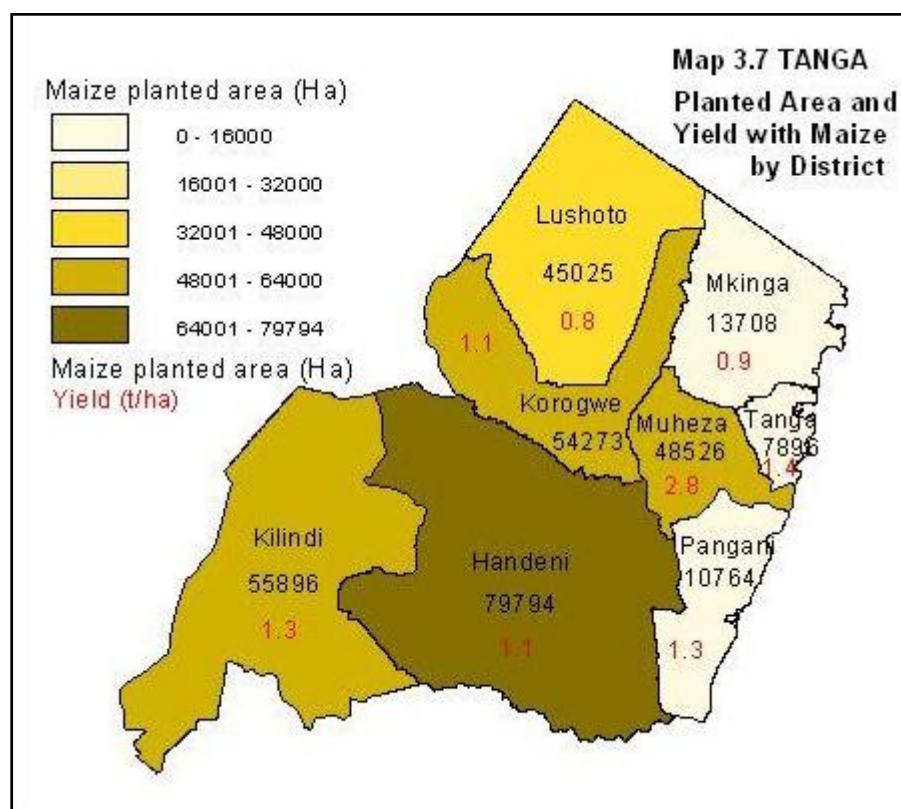 Map 3.7 TANGA
Planted Area and
Yield with Maize
by District
Maize planted area (Ha)
0 - 16000
16001 - 32000
32001 - 48000
48001 - 64000
64001 - 79794
Maize planted area (Ha)
Yield (t/ha)
Lushoto
45025
0.8
Mkinga
13708
0.9
1.1
Korogwe
54273
Muheza
48526
2.8
Tanga
7896
1.4
Kilindi
55896
1.3
Handeni
79794
1.1
Pangani
10764
1.3